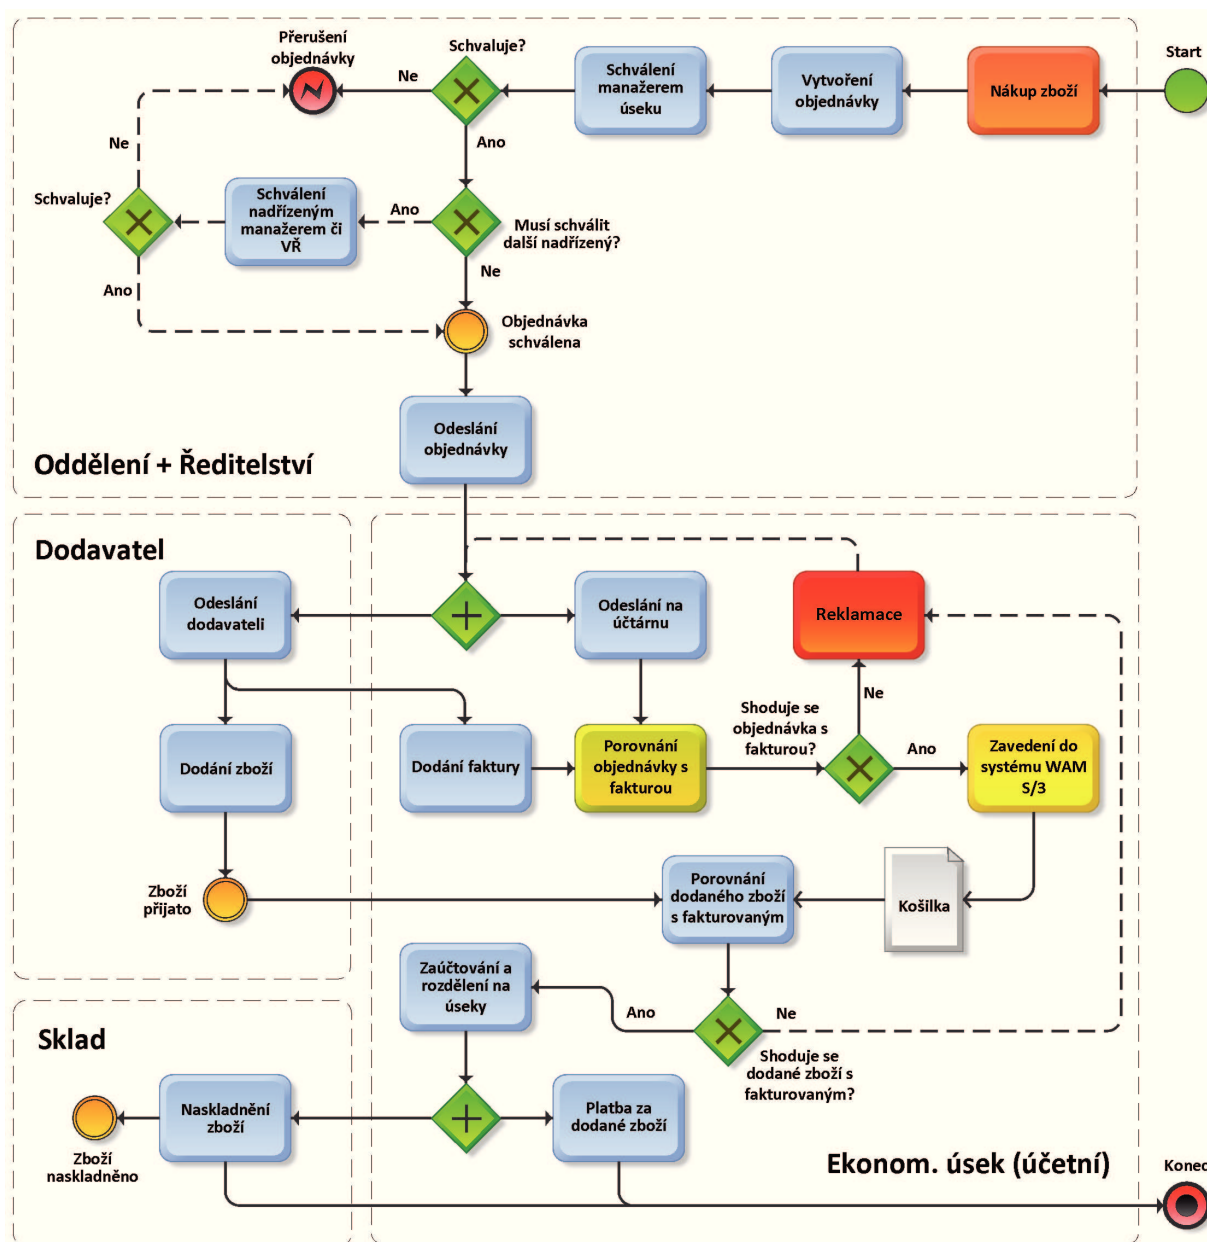 Přerušení
objednávky
Schvaluje?
Start
Ne
Schválení
manažerem
úseku
Vytvoření
objednávky
Nákup zboží
Ne
Ano
Schvaluje?
Schválení
nadřízeným
manažerem či
VŘ
Ano
Musí schválit
další nadřízený?
Ano
Ne
Objednávka
schválena
Odeslání
objednávky
Oddělení + Ředitelství
Dodavatel
Odeslání
dodavateli
Odeslání na
účtárnu
Reklamace
Ne
Shoduje se
objednávka s
fakturou?
Dodání zboží
Dodání faktury
Porovnání
objednávky s
fakturou
Ano
Zavedení do
systému WAM
S/3
Zboží
přijato
Porovnání
dodaného zboží
s fakturovaným
Košilka
Zaúčtování a
rozdělení na
úseky
Ano
Ne
Sklad
Shoduje se
dodané zboží s
fakturovaným?
Naskladnění
zboží
Platba za
dodané zboží
Zboží
naskladněno
Ekonom. úsek (účetní)
Konec